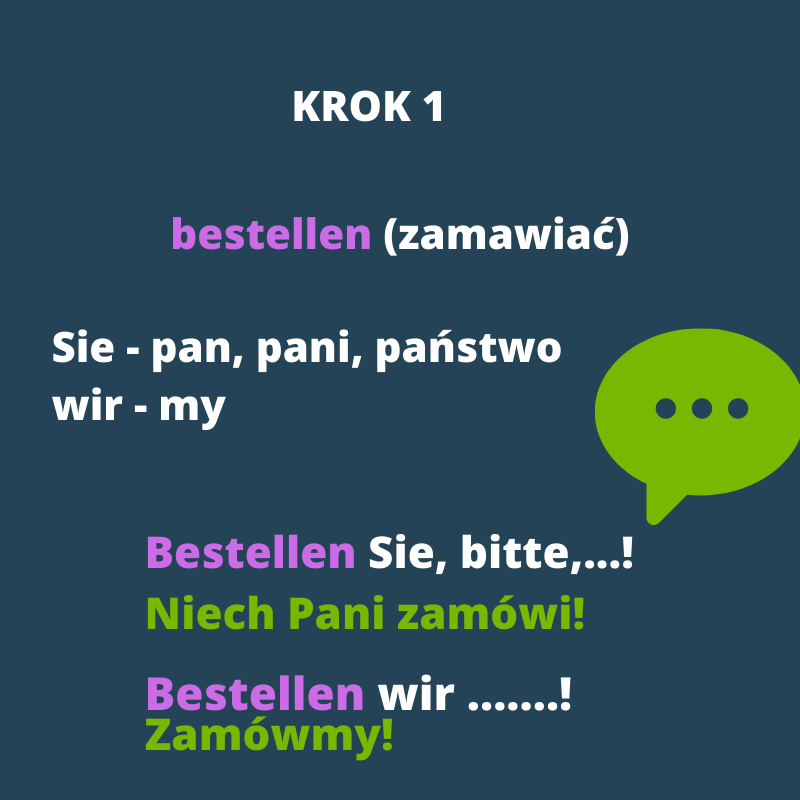 KROK 1
bestellen (zamawiać)
Sie - pan, pani, państwo
wir - my
Bestellen Sie, bitte,...!
Niech Pani zamówi!
Bestellen wir .......!
Zamówmy!